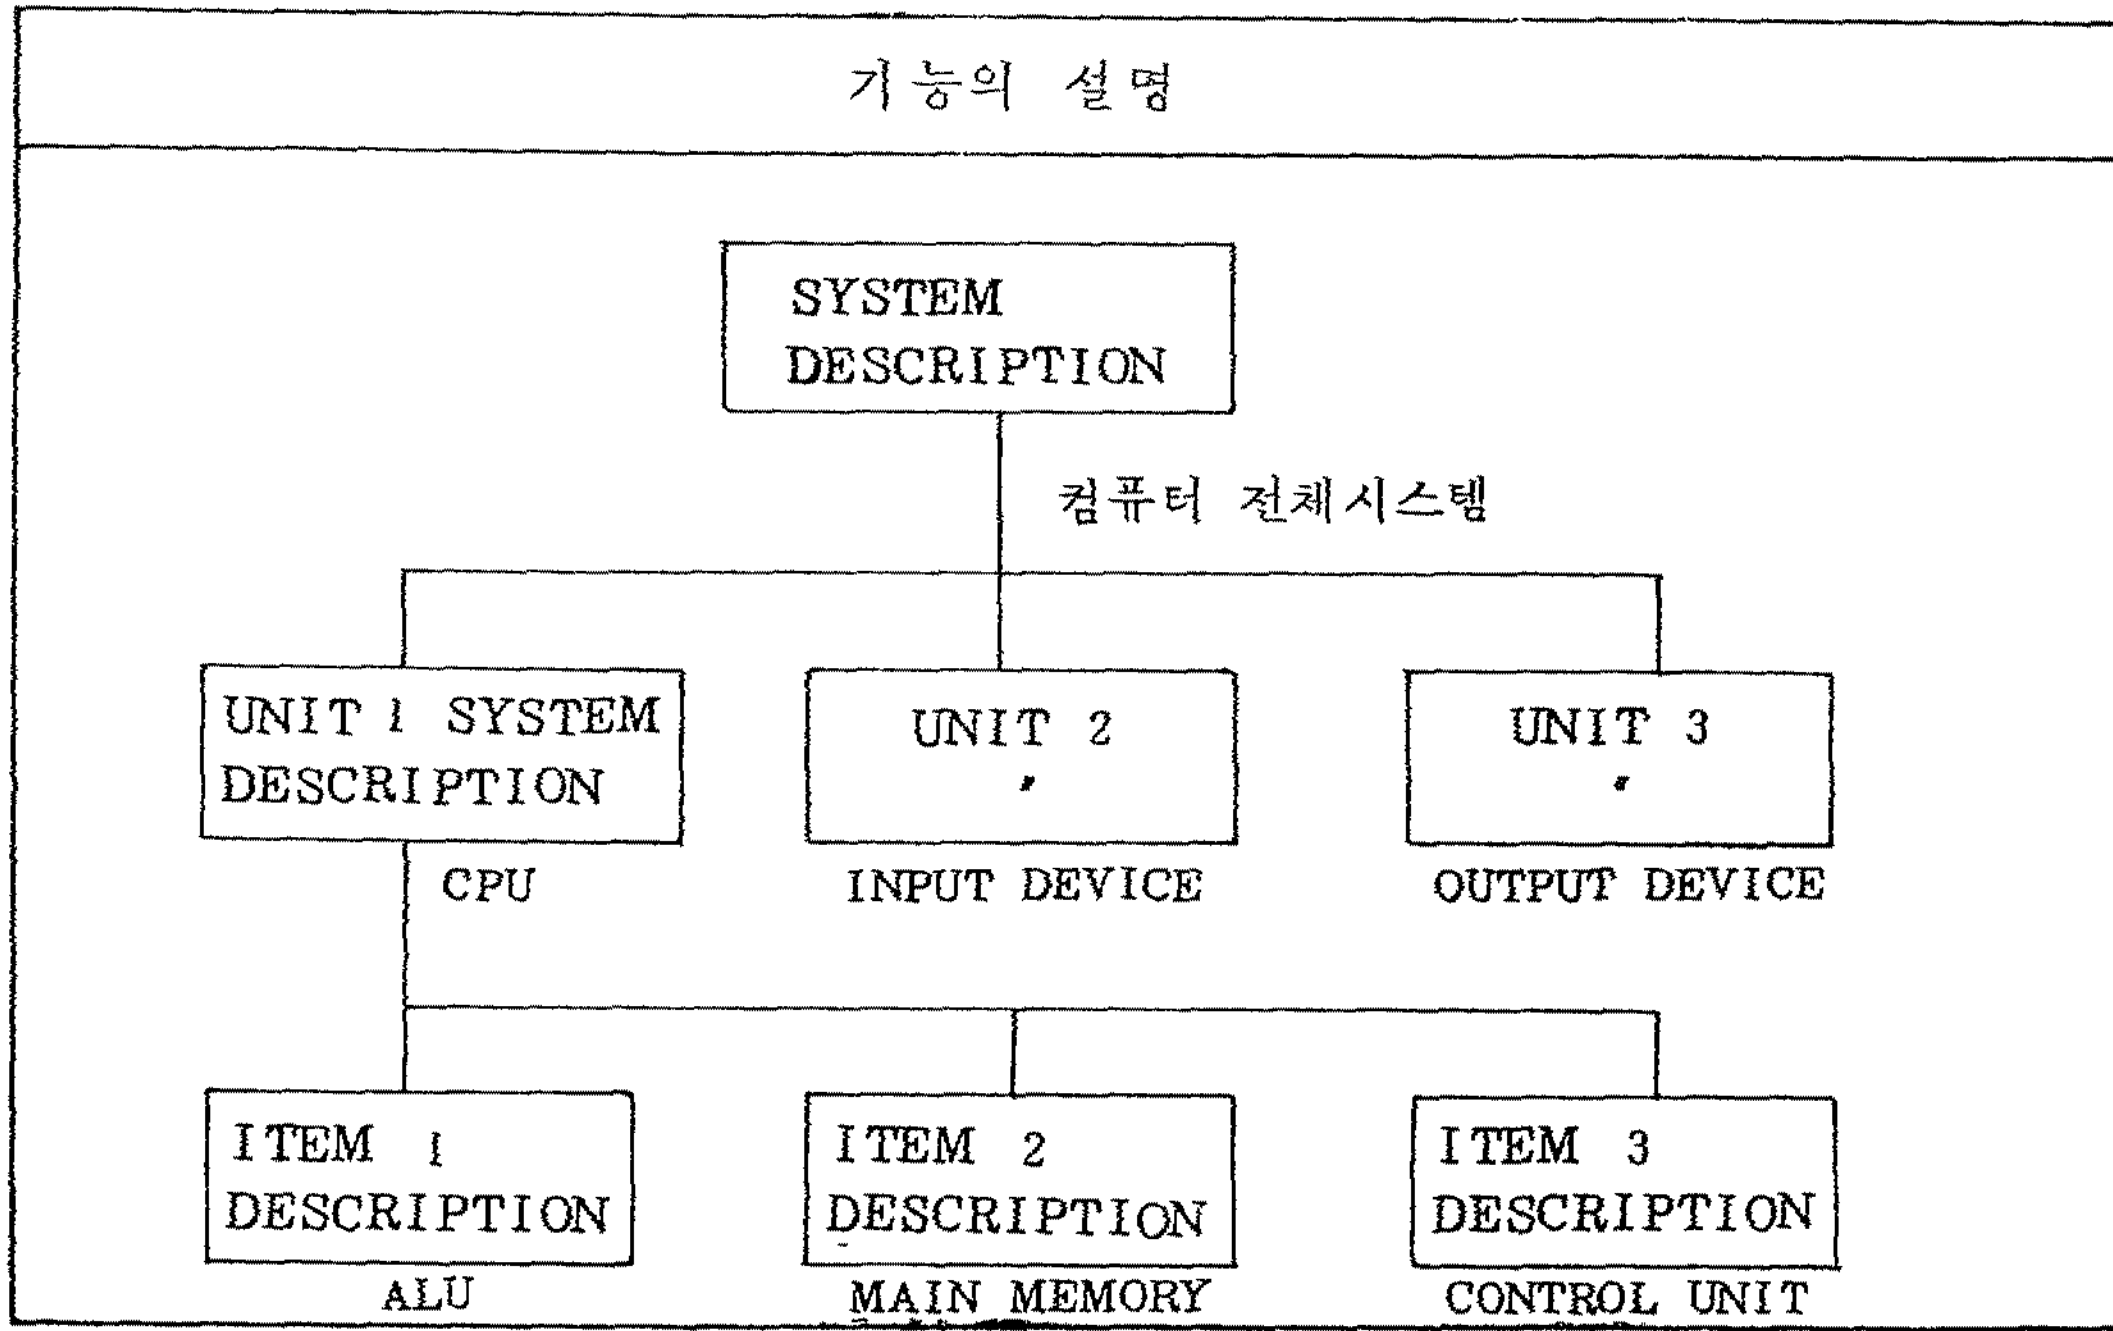 기능의 설명
SYSTEM
DESCRIPTION
컴퓨터 전체시스템
UNIT 1 SYSTEM
DESCRIPTION
UNIT 2
〃
UNIT 3
〃
CPU
INPUT DEVICE
OUTPUT DEVICE
ITEM 1
DESCRIPTION
ITEM 2
DESCRIPTION
ITEM 3
DESCRIPTION
ALU
MAIN MEMORY
CONTROL UNIT